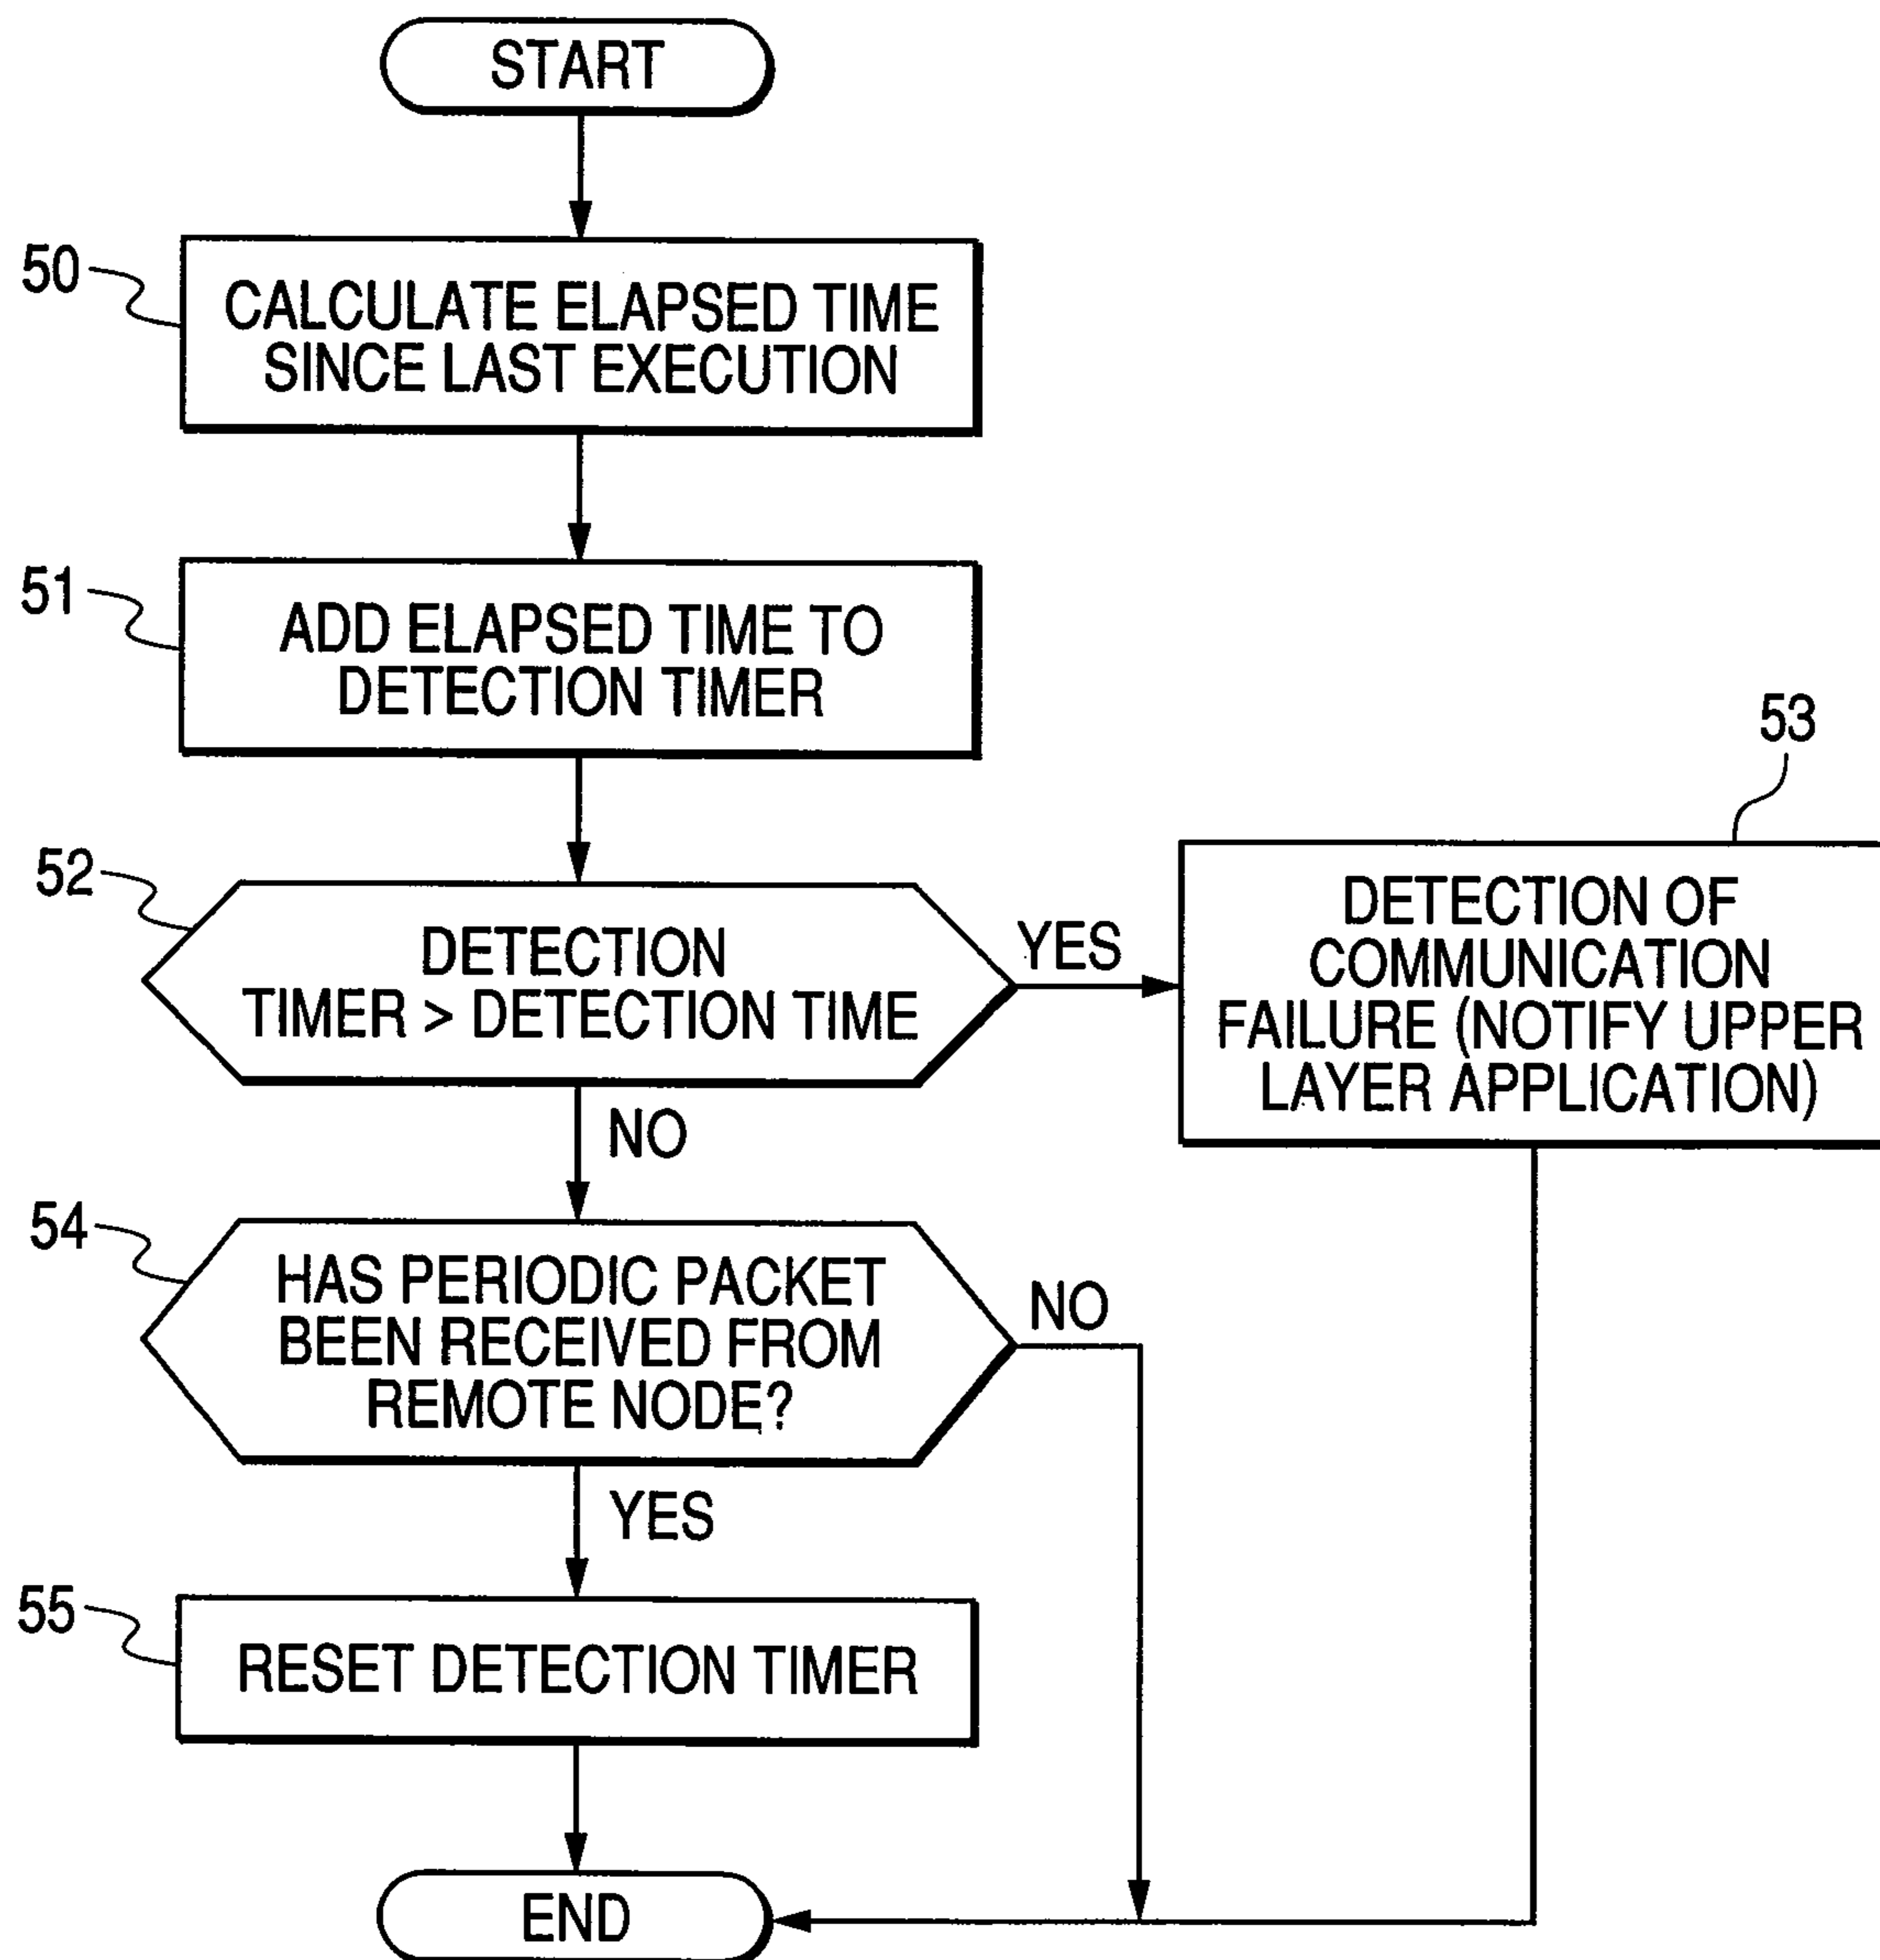 START
50
CALCULATE ELAPSED TIME
SINCE LAST EXECUTION
51
ADD ELAPSED TIME TO
DETECTION TIMER
52
DETECTION
TIMER > DETECTION TIME
YES
53
DETECTION OF
COMMUNICATION
FAILURE (NOTIFY UPPER
LAYER APPLICATION)
NO
54
HAS PERIODIC PACKET
BEEN RECEIVED FROM
REMOTE NODE?
NO
YES
55
RESET DETECTION TIMER
END